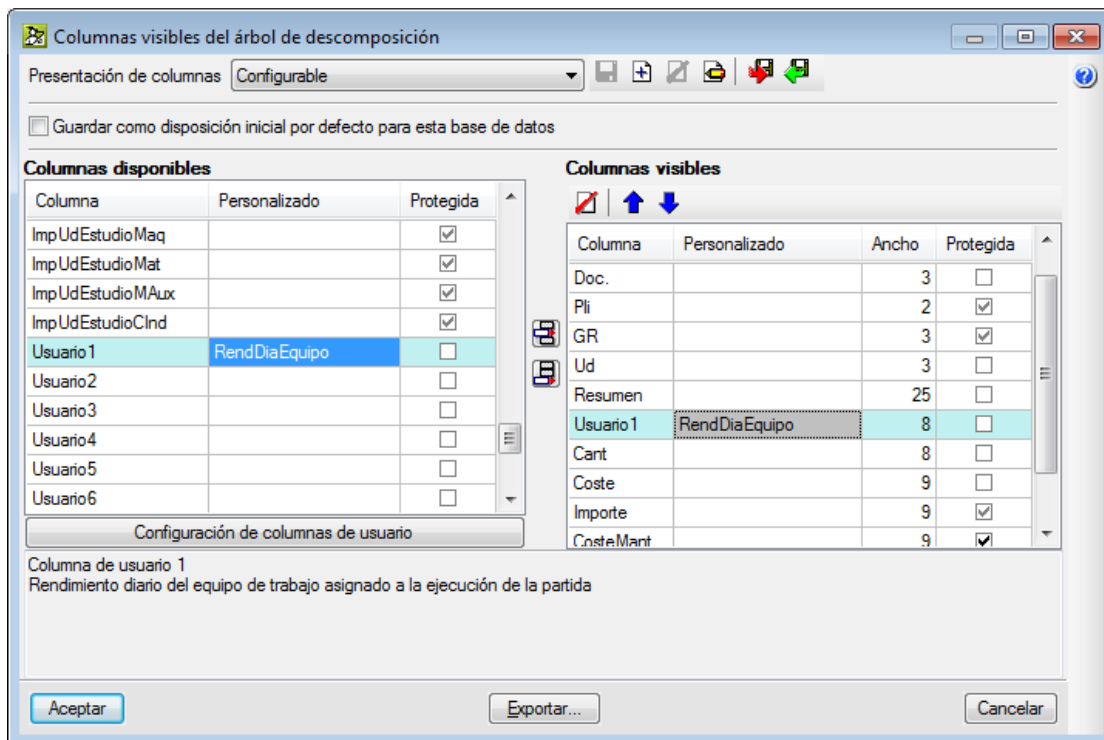 Columnas visibles del árbol de descomposición
Presentación de columnas Configurable
Guardar como disposición inicial por defecto para esta base de datos
Columnas disponibles
Columna Personalizado Protegida
ImpUdEstudioMaq
ImpUdEstudioMat
ImpUdEstudioMAux
ImpUdEstudioCInd
Usuario1 RendDiaEquipo
Usuario2
Usuario3
Usuario4
Usuario5
Usuario6
Configuración de columnas de usuario
Columnas visibles
Columna Personalizado Ancho Protegida
Doc. 3
Pli 2
GR 3
Ud 3
Resumen 25
Usuario1 RendDiaEquipo 8
Cant 8
Coste 9
Importe 9
CosteMant 9
Columna de usuario 1
Rendimiento diario del equipo de trabajo asignado a la ejecución de la partida
Aceptar
Exportar...
Cancelar